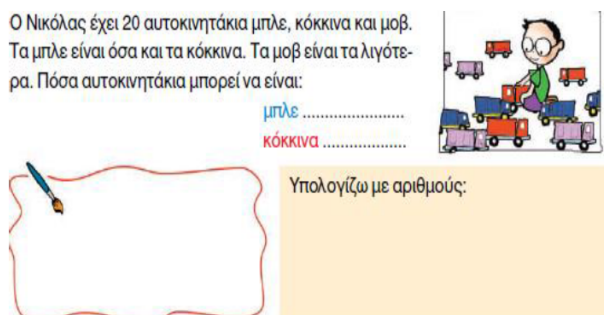 Ο Νικόλας έχει 20 αυτοκινητάκια μπλε, κόκκινα και μοβ.
Τα μπλε είναι όσα και τα κόκκινα. Τα μοβ είναι τα λιγότε-
ρα. Πόσα αυτοκινητάκια μπορεί να είναι:
μπλε .......................
κόκκινα ...................
Υπολογίζω με αριθμούς: